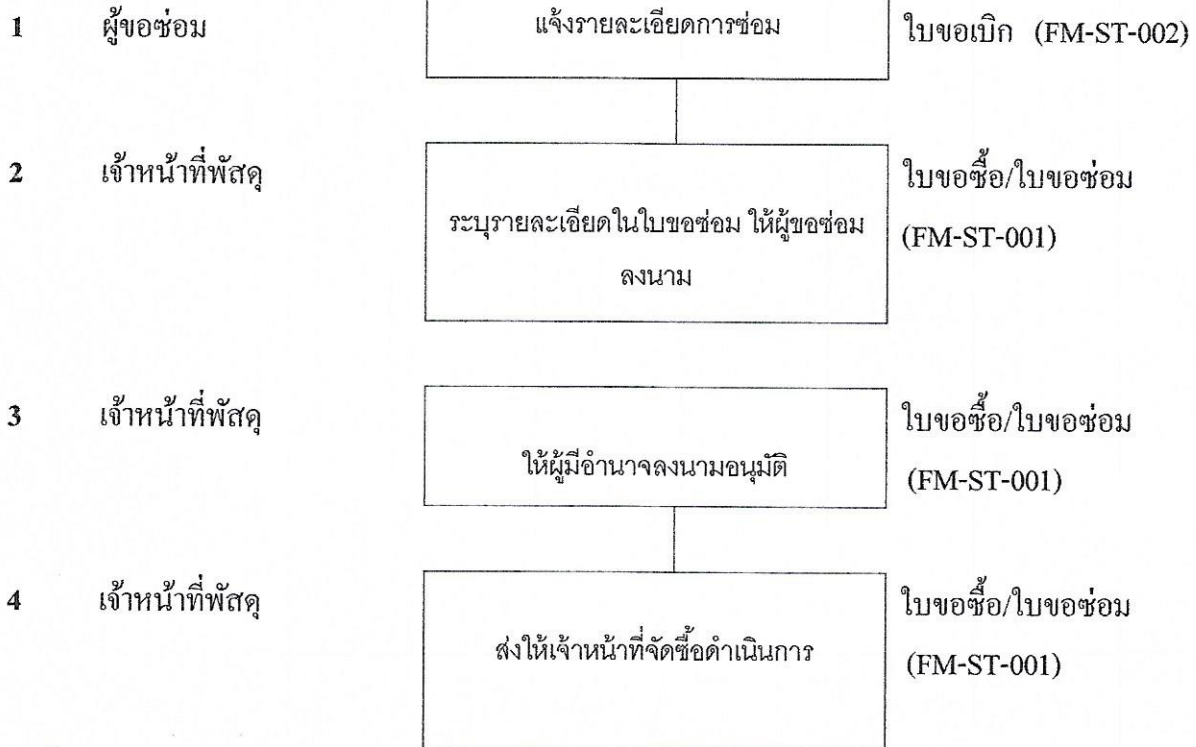 1 ผู้ขอซ่อม แจ้งรายละเอียดการซ่อม ใบขอเบิก (FM-ST-002)
2 เจ้าหน้าที่พัสดุ ใบขอซื้อ/ใบขอซ่อม
ระบุรายละเอียดในใบขอซ่อม ให้ผู้ขอซ่อม (FM-ST-001)
ลงนาม
3 เจ้าหน้าที่พัสดุ ใบขอซื้อ/ใบขอซ่อม
ให้ผู้มีอำนาจลงนามอนุมัติ (FM-ST-001)
4 เจ้าหน้าที่พัสดุ ใบขอซื้อ/ใบขอซ่อม
ส่งให้เจ้าหน้าที่จัดซื้อดำเนินการ (FM-ST-001)